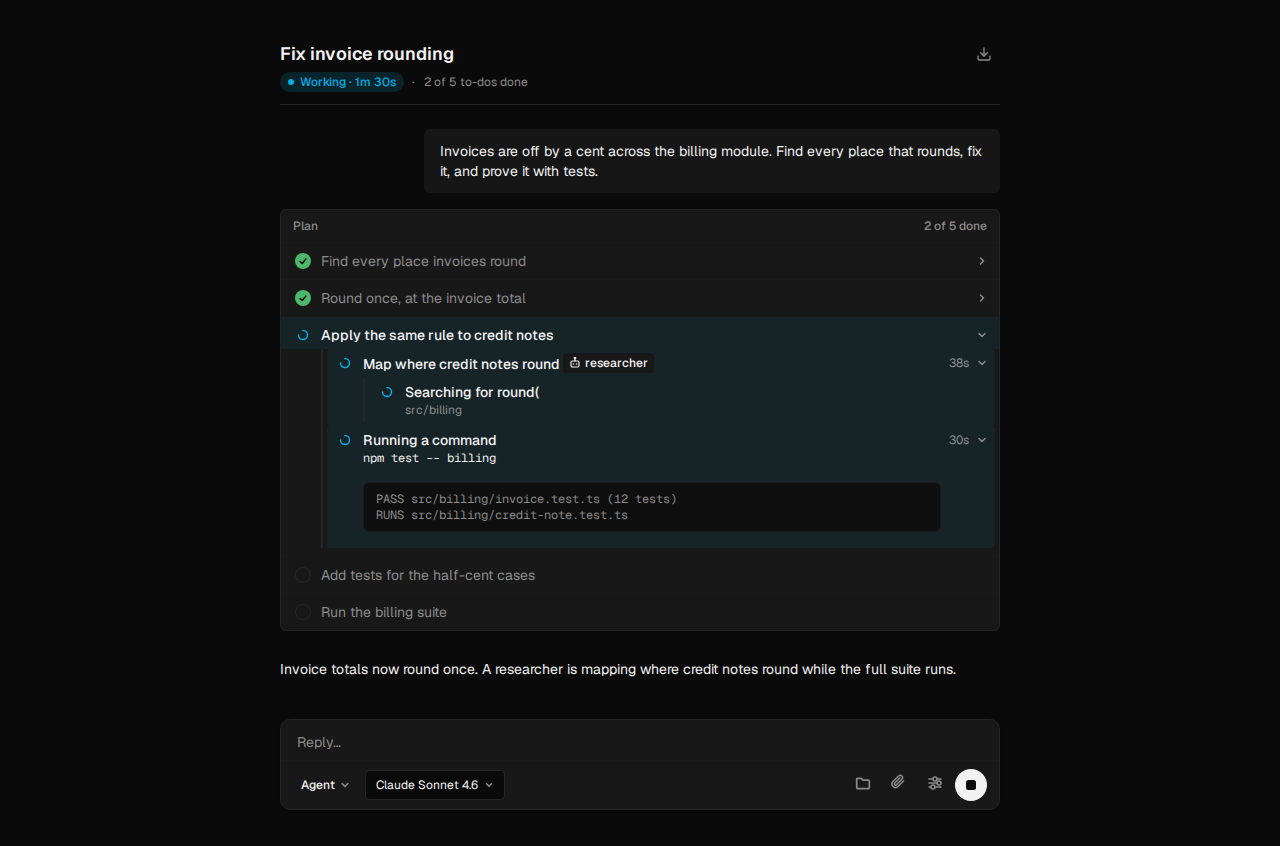 Fix invoice rounding
Working · 1m 30s · 2 of 5 to-dos done
Invoices are off by a cent across the billing module. Find every place that rounds, fix
it, and prove it with tests.
Plan 2 of 5 done
Find every place invoices round
Round once, at the invoice total
Apply the same rule to credit notes
Map where credit notes round researcher 38s
Searching for round(
src/billing
Running a command 30s
npm test -- billing
PASS src/billing/invoice.test.ts (12 tests)
RUNS src/billing/credit-note.test.ts
Add tests for the half-cent cases
Run the billing suite
Invoice totals now round once. A researcher is mapping where credit notes round while the full suite runs.
Reply...
Agent Claude Sonnet 4.6